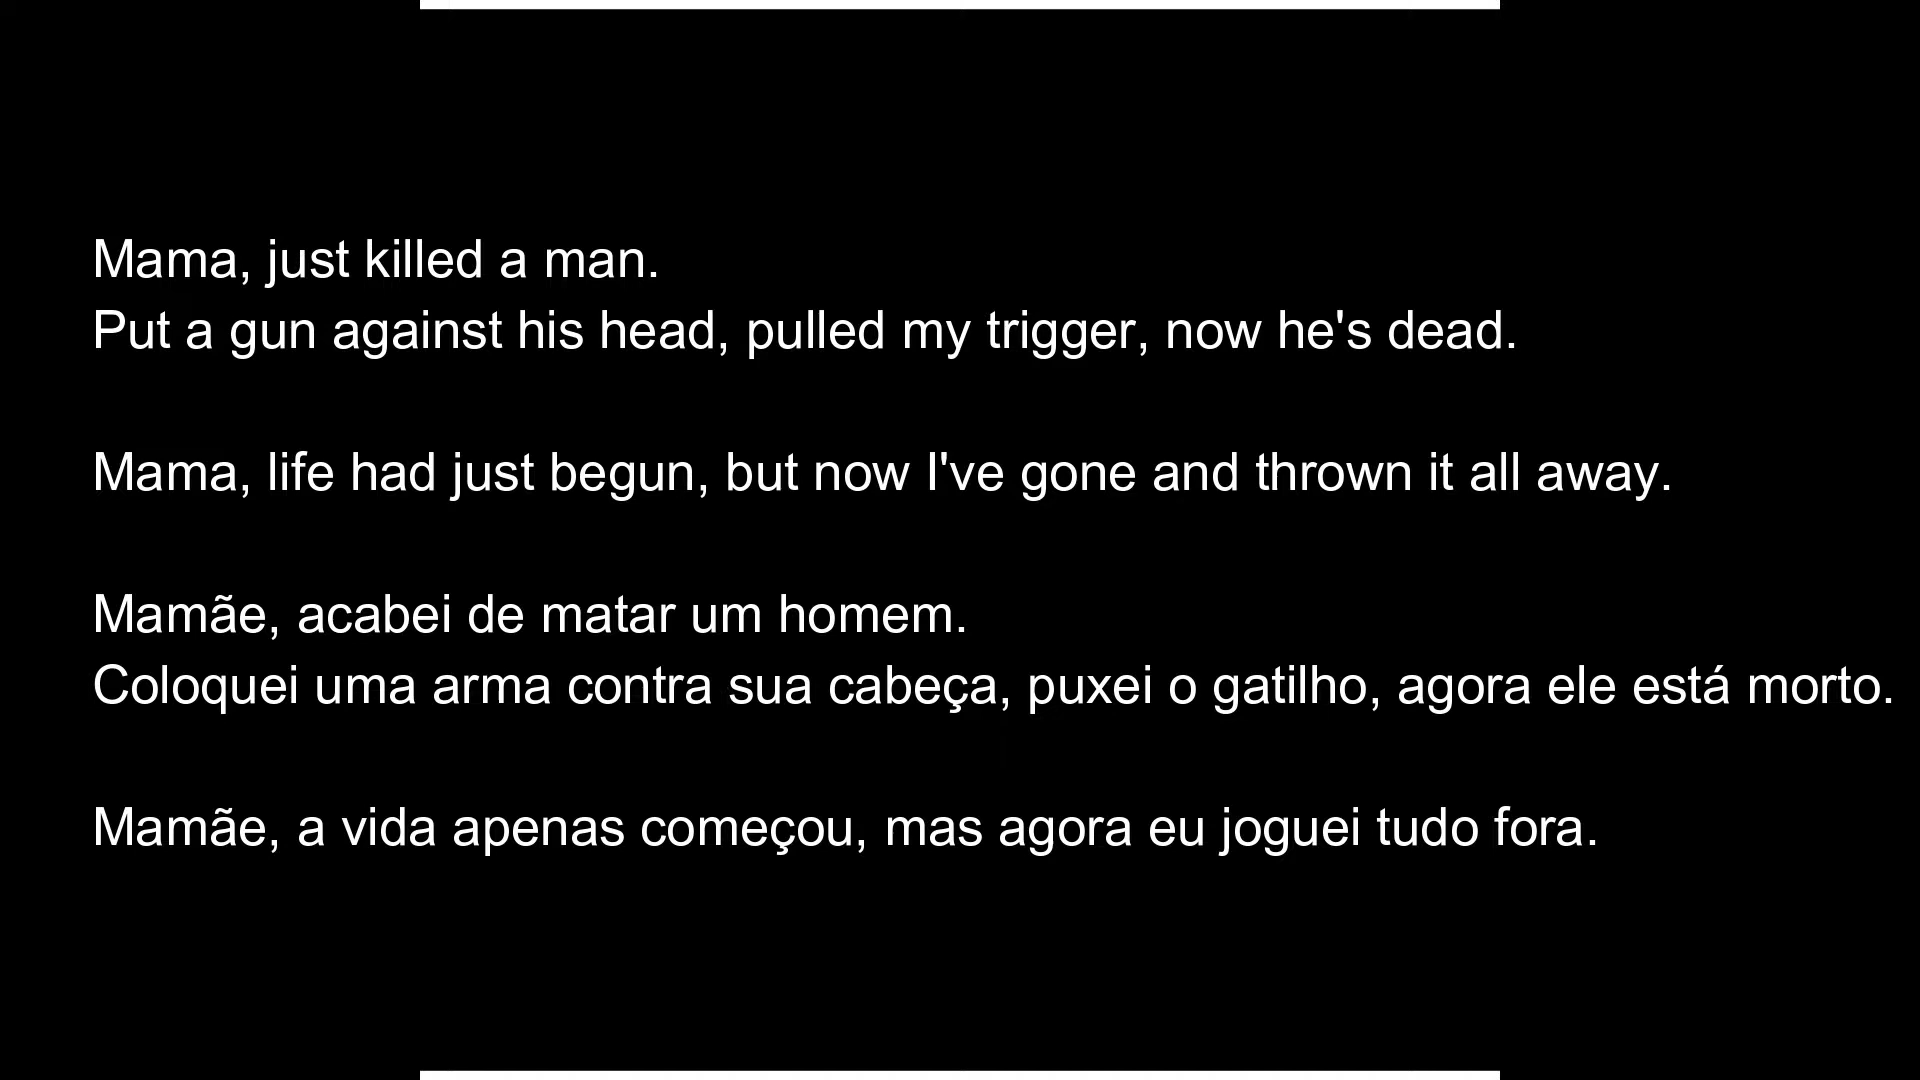 Mama, just killed a man.
Put a gun against his head, pulled my trigger, now he's dead.
Mama, life had just begun, but now I've gone and thrown it all away.
Mamãe, acabei de matar um homem.
Coloquei uma arma contra sua cabeça, puxei o gatilho, agora ele está morto.
Mamãe, a vida apenas começou, mas agora eu joguei tudo fora.